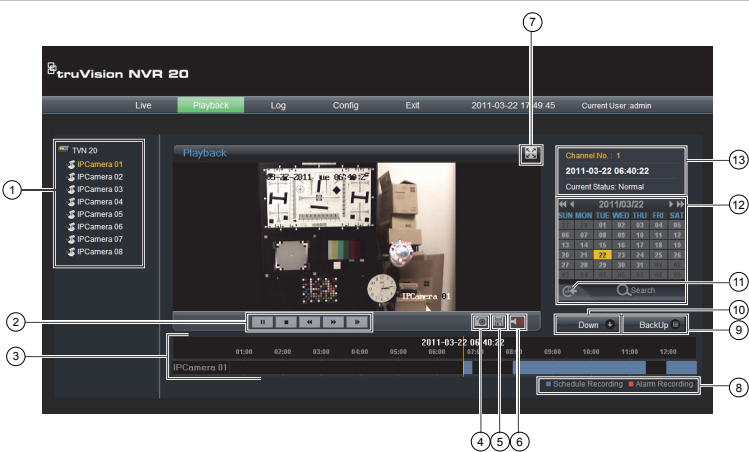 7
truVision NVR 20
Live Playback Log Config Exit 2011-03-22 17:49:45 Current User :admin
TVN 20
IPCamera 01
IPCamera 02
IPCamera 03
IPCamera 04
IPCamera 05
IPCamera 06
IPCamera 07
IPCamera 08
1
Playback
IPCamera 01
Channel No. : 1
2011-03-22 06:40:22
Current Status: Normal
13
2011/03/22
12
SUN MON TUE WED THU FRI SAT
01 02 03 04 05
06 07 08 09 10 11 12
13 14 15 16 17 18 19
20 21 22 23 24 25 26
27 28 29 30 31
Search
11
10
Down
BackUp
9
2
3
2011-03-22 06:40:22
01:00 02:00 03:00 04:00 05:00 06:00 07:00 08:00 09:00 10:00 11:00 12:00
IPCamera 01
Schedule Recording Alarm Recording
8
4 5 6